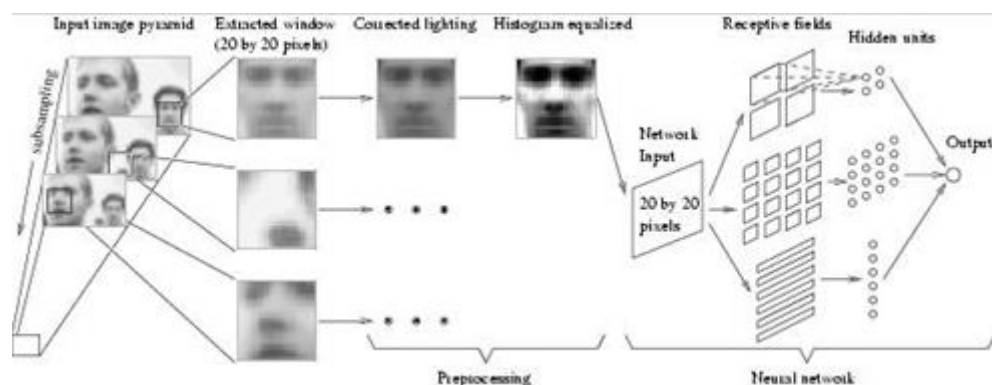 Input image pyramid
Extracted window
(20 by 20 pixels)
Corrected lighting
Histogram equalized
Receptive fields
Hidden units
subsampling
Network
Input
Output
20 by 20
pixels
Preprocessing
Neural network